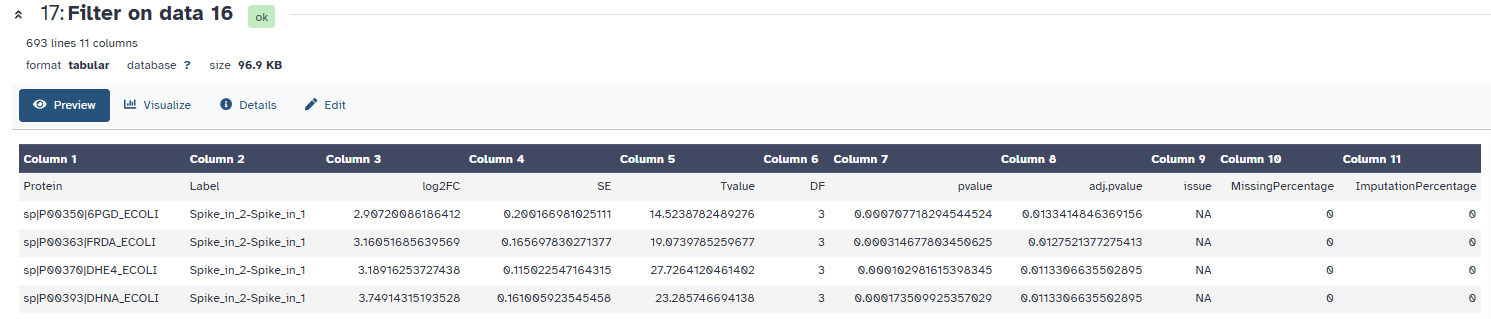 17: Filter on data 16 ok
693 lines 11 columns
format tabular database ? size 96.9 KB
Preview Visualize Details Edit
Column 1 Column 2 Column 3 Column 4 Column 5 Column 6 Column 7 Column 8 Column 9 Column 10 Column 11
Protein Label log2FC SE Tvalue DF pvalue adj.pvalue issue MissingPercentage ImputationPercentage
sp|P00350|6PGD_ECOLI Spike_in_2-Spike_in_1 2.90720086186412 0.200166981025111 14.5238782489276 3 0.000707718294544524 0.0133414846369156 NA 0 0
sp|P00363|FRDA_ECOLI Spike_in_2-Spike_in_1 3.16051685639569 0.165697830271377 19.0739785259677 3 0.000314677803450625 0.0127521377275413 NA 0 0
sp|P00370|DHE4_ECOLI Spike_in_2-Spike_in_1 3.18916253727438 0.115022547164315 27.7264120461402 3 0.000102981615398345 0.0113306635502895 NA 0 0
sp|P00393|DHNA_ECOLI Spike_in_2-Spike_in_1 3.74914315193528 0.161005923545458 23.285746694138 3 0.000173509925357029 0.0113306635502895 NA 0 0